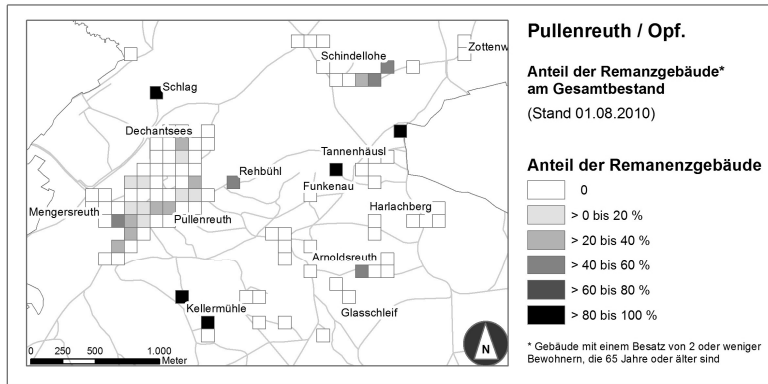 Schindellohe
Zottenw
Schlag
Dechantsees
Tannenhäusl
Rehbühl
Funkenau
Mengersreuth
Pullenreuth
Harlachberg
Arnoldsreuth
Kellermühle
Glasschleif
0 250 500 1.000
Meter
N
Pullenreuth / Opf.
Anteil der Remanzgebäude*
am Gesamtbestand
(Stand 01.08.2010)
Anteil der Remanenzgebäude
0
> 0 bis 20 %
> 20 bis 40 %
> 40 bis 60 %
> 60 bis 80 %
> 80 bis 100 %
* Gebäude mit einem Besatz von 2 oder weniger
Bewohnern, die 65 Jahre oder älter sind